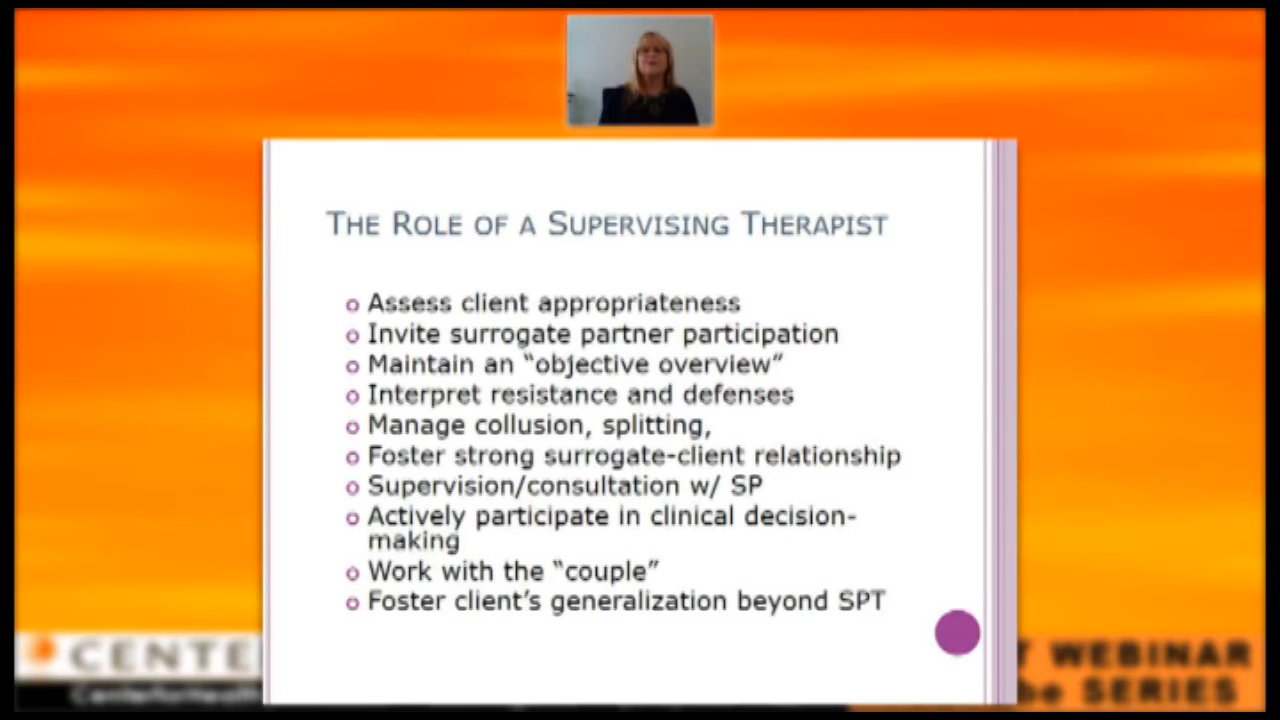 THE ROLE OF A SUPERVISING THERAPIST
Assess client appropriateness
Invite surrogate partner participation
Maintain an “objective overview”
Interpret resistance and defenses
Manage collusion, splitting,
Foster strong surrogate-client relationship
Supervision/consultation w/ SP
Actively participate in clinical decision-
making
Work with the “couple”
Foster client’s generalization beyond SPT
CENTE
T WEBINAR
CenterforHealth
be SERIES